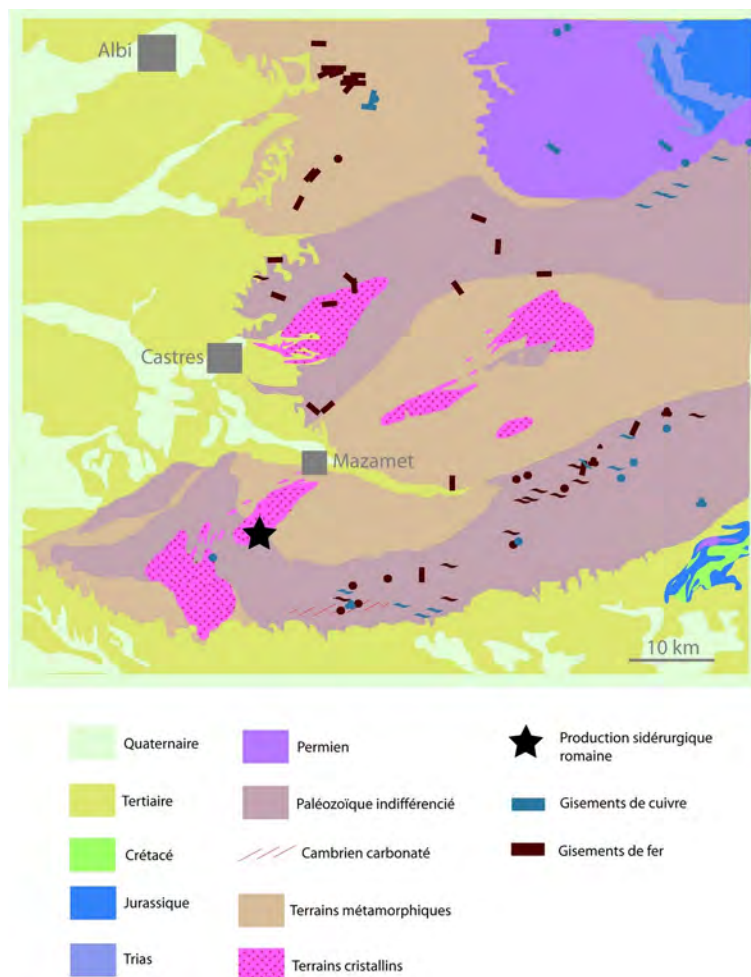 Albi
Castres
Mazamet
10 km
Quaternaire
Tertiaire
Crétacé
Jurassique
Trias
Permien
Paléozoïque indifférencié
Cambrien carbonaté
Terrains métamorphiques
Terrains cristallins
Production sidérurgique
romaine
Gisements de cuivre
Gisements de fer